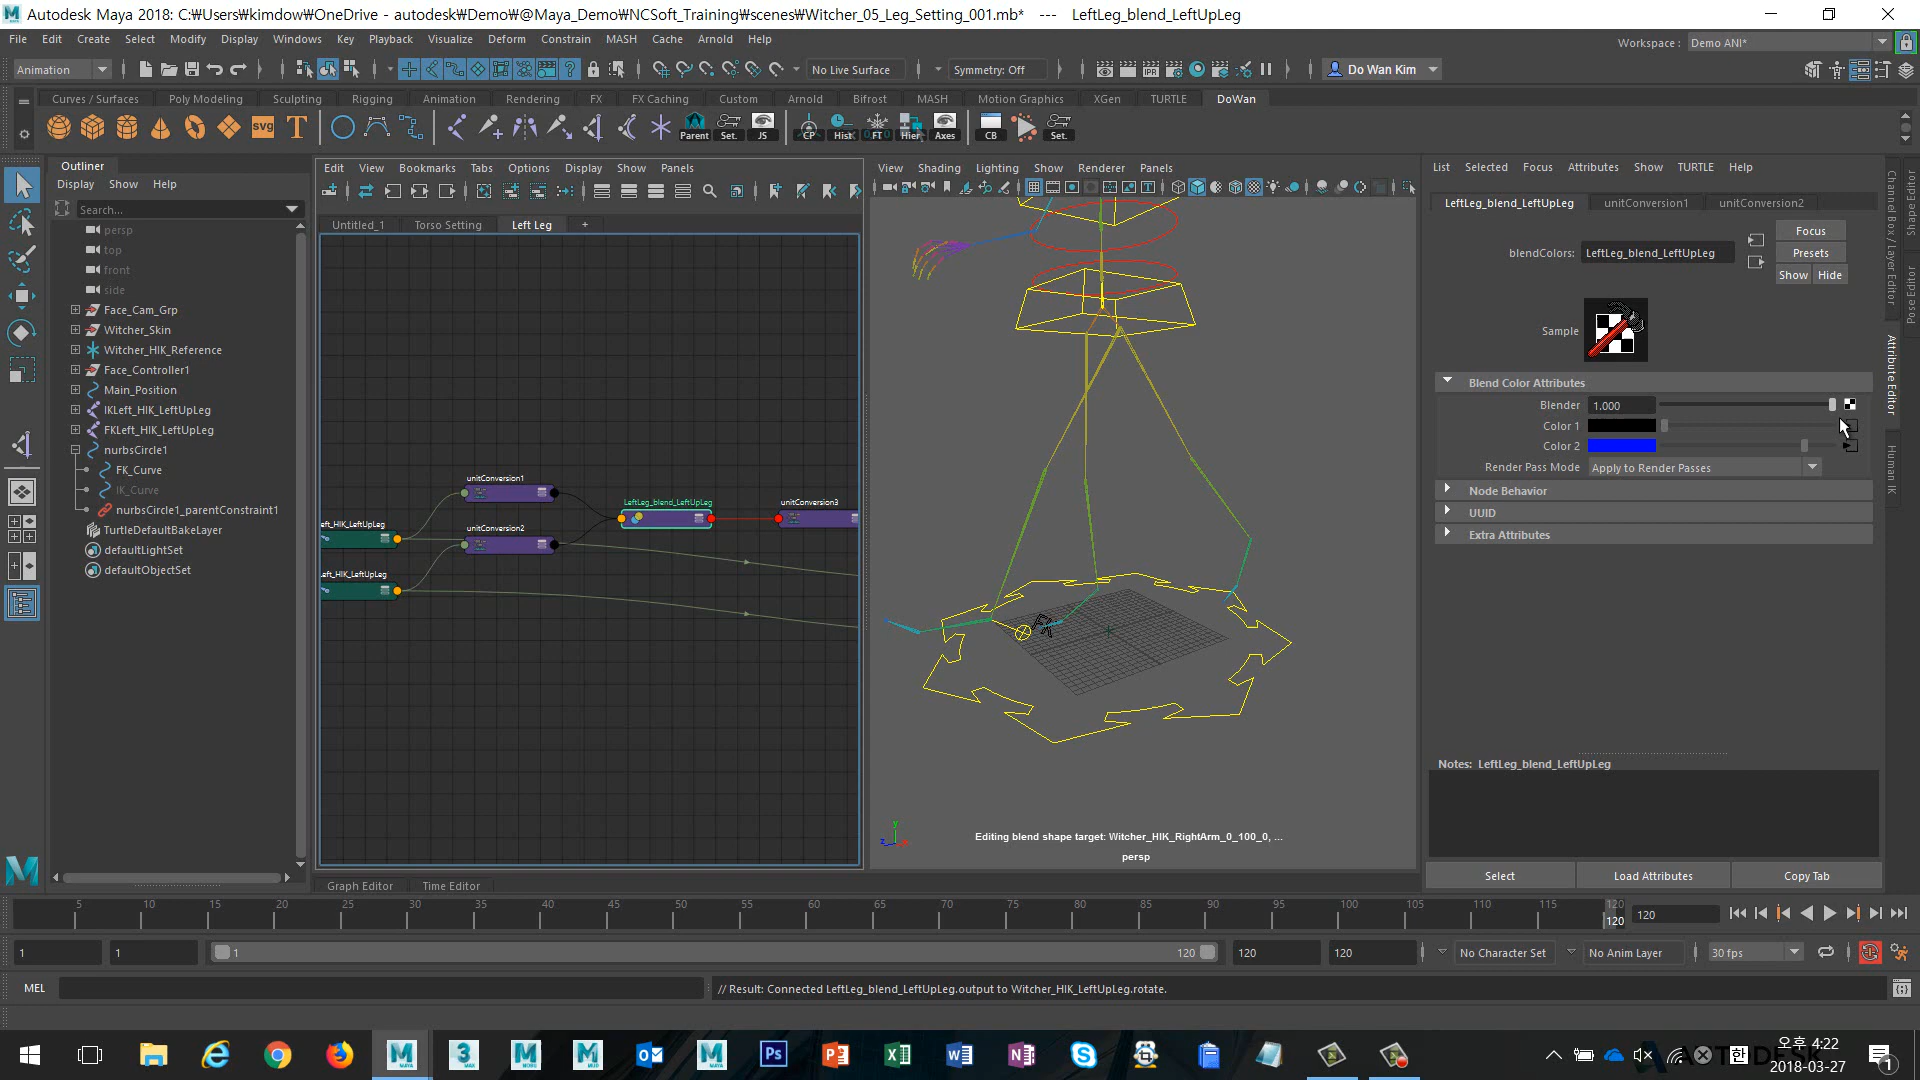 Autodesk Maya 2018: C:₩Users₩kimdow₩OneDrive - autodesk₩Demo₩@Maya_Demo₩NCSoft_Training₩scenes₩Witcher_05_Leg_Setting_001.mb*   ---   LeftLeg_blend_LeftUpLeg
File Edit Create Select Modify Display Windows Key Playback Visualize Deform Constrain MASH Cache Arnold Help
Workspace : Demo ANI*
Animation No Live Surface Symmetry: Off Do Wan Kim
Curves / Surfaces Poly Modeling Sculpting Rigging Animation Rendering FX FX Caching Custom Arnold Bifrost MASH Motion Graphics XGen TURTLE DoWan
svg T Parent Set. JS CP Hist FT Hier Axes CB Set.
Outliner
Display Show Help
Search...
persp
top
front
side
Face_Cam_Grp
Witcher_Skin
Witcher_HIK_Reference
Face_Controller1
Main_Position
IKLeft_HIK_LeftUpLeg
FKLeft_HIK_LeftUpLeg
nurbsCircle1
FK_Curve
IK_Curve
nurbsCircle1_parentConstraint1
TurtleDefaultBakeLayer
defaultLightSet
defaultObjectSet
Edit View Bookmarks Tabs Options Display Show Panels
Untitled_1 Torso Setting Left Leg +
unitConversion1
LeftLeg_blend_LeftUpLeg
unitConversion3
eft_HIK_LeftUpLeg
unitConversion2
eft_HIK_LeftUpLeg
Graph Editor Time Editor
View Shading Lighting Show Renderer Panels
Editing blend shape target: Witcher_HIK_RightArm_0_100_0, ...
persp
List Selected Focus Attributes Show TURTLE Help
LeftLeg_blend_LeftUpLeg unitConversion1 unitConversion2
Focus
blendColors: LeftLeg_blend_LeftUpLeg Presets
Show Hide
Sample
Blend Color Attributes
Blender 1.000
Color 1
Color 2
Render Pass Mode Apply to Render Passes
Node Behavior
UUID
Extra Attributes
Notes: LeftLeg_blend_LeftUpLeg
Select Load Attributes Copy Tab
Channel Box / Layer Editor
Attribute Editor
Human IK
Shape Editor
Pose Editor
5 10 15 20 25 30 35 40 45 50 55 60 65 70 75 80 85 90 95 100 105 110 115 120
120 120
1 1 1 120 120 120 No Character Set No Anim Layer 30 fps
MEL // Result: Connected LeftLeg_blend_LeftUpLeg.output to Witcher_HIK_LeftUpLeg.rotate.
AUTODESK
한
오후 4:22
2018-03-27
1